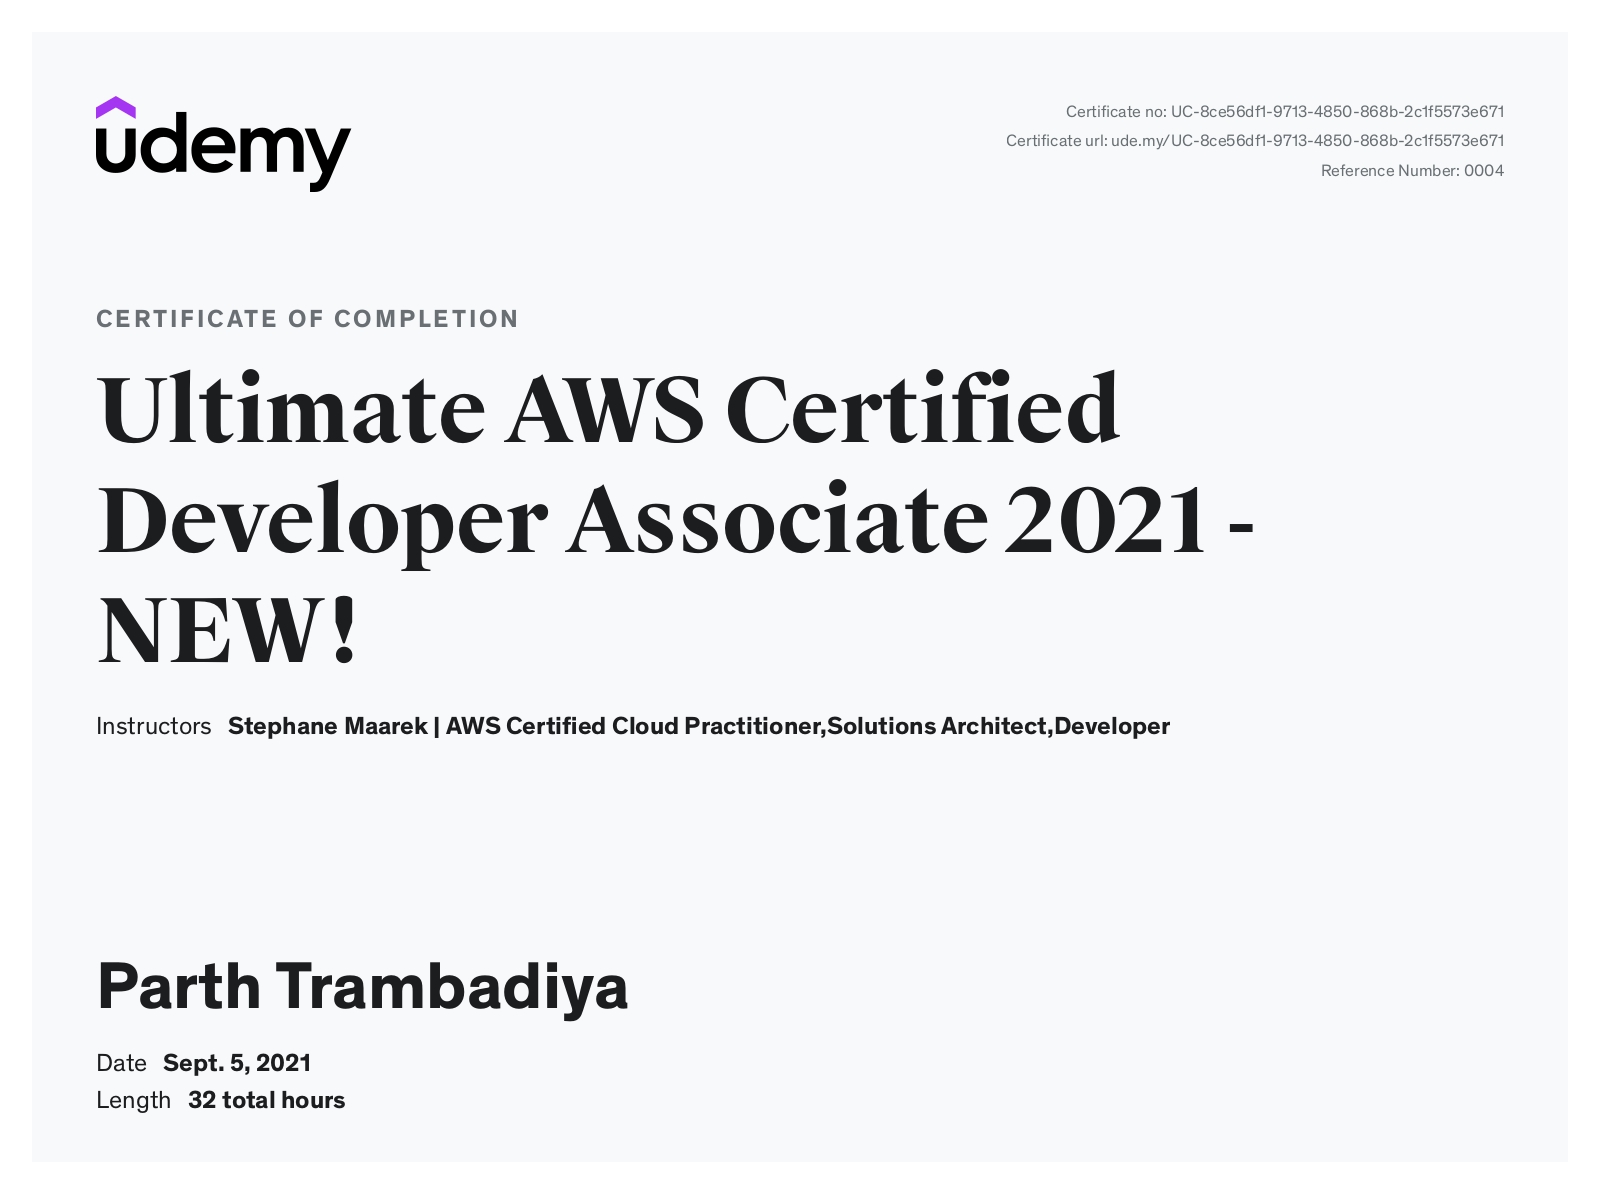 udemy
Certificate no: UC-8ce56df1-9713-4850-868b-2c1f5573e671
Certificate url: ude.my/UC-8ce56df1-9713-4850-868b-2c1f5573e671
Reference Number: 0004
CERTIFICATE OF COMPLETION
Ultimate AWS Certified
Developer Associate 2021 -
NEW!
Instructors Stephane Maarek | AWS Certified Cloud Practitioner,Solutions Architect,Developer
Parth Trambadiya
Date Sept. 5, 2021
Length 32 total hours